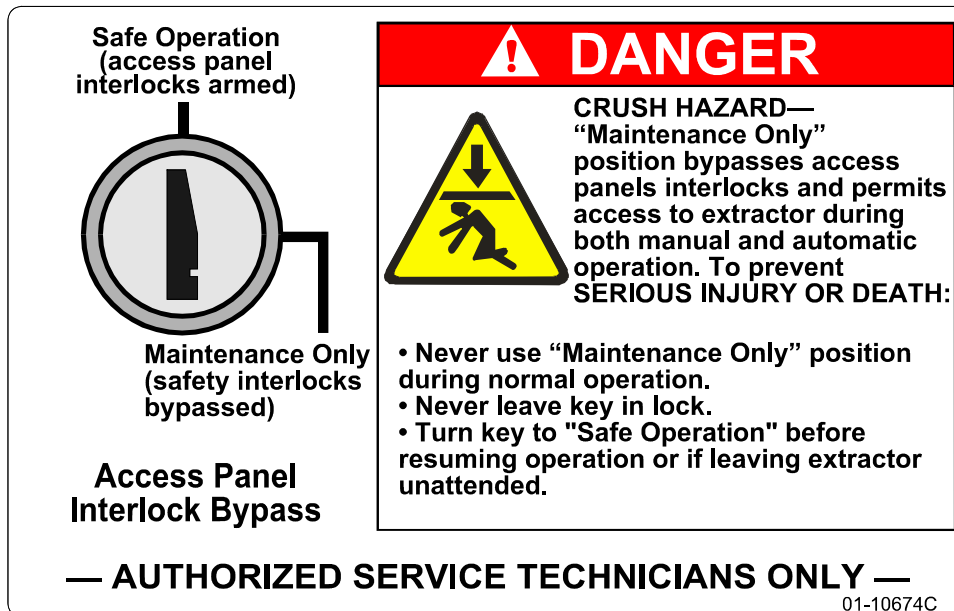 Safe Operation
(access panel
interlocks armed)
Maintenance Only
(safety interlocks
bypassed)
Access Panel
Interlock Bypass
DANGER
CRUSH HAZARD—
“Maintenance Only”
position bypasses access
panels interlocks and permits
access to extractor during
both manual and automatic
operation. To prevent
SERIOUS INJURY OR DEATH:
• Never use “Maintenance Only” position
during normal operation.
• Never leave key in lock.
• Turn key to "Safe Operation" before
resuming operation or if leaving extractor
unattended.
— AUTHORIZED SERVICE TECHNICIANS ONLY —
01-10674C